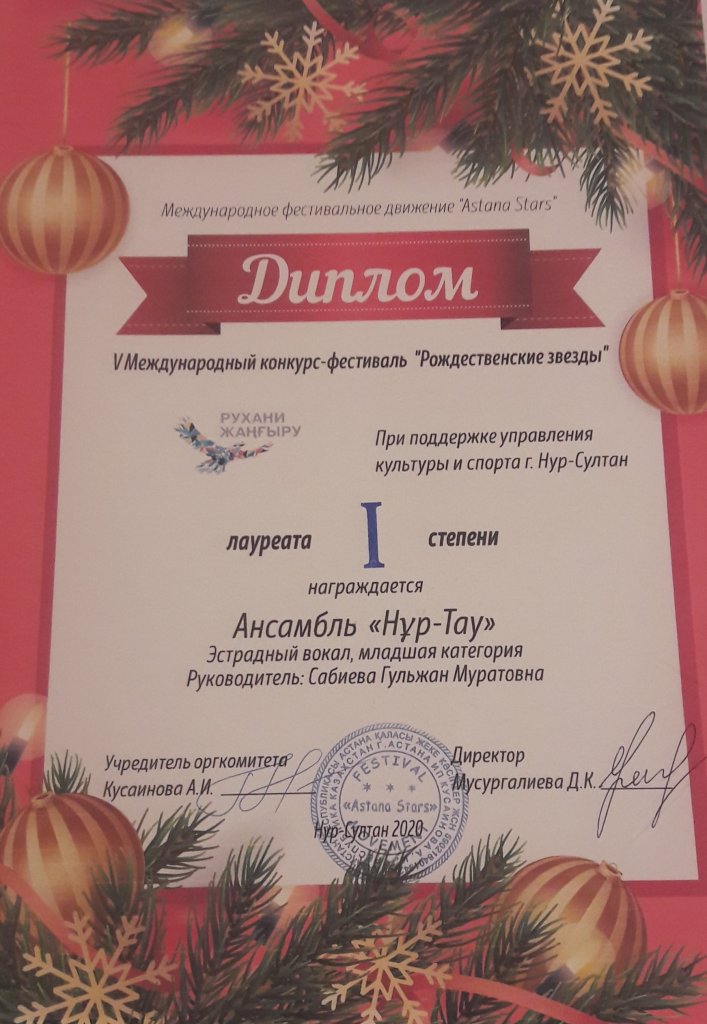 Международное фестивальное движение "Astana Stars"
Диплом
V Международный конкурс-фестиваль "Рождественские звезды"
РУХАНИ
ЖАҢҒЫРУ
При поддержке управления
культуры и спорта г. Нур-Султан
лауреата I степени
награждается
Ансамбль «Нұр-Тау»
Эстрадный вокал, младшая категория
Руководитель: Сабиева Гульжан Муратовна
Учредитель оргкомитета
Кусаинова А.И.
Директор
Мусургалиева Д.К.
FESTIVAL
«Astana Stars»
MOVEMENT
Нур-Султан 2020